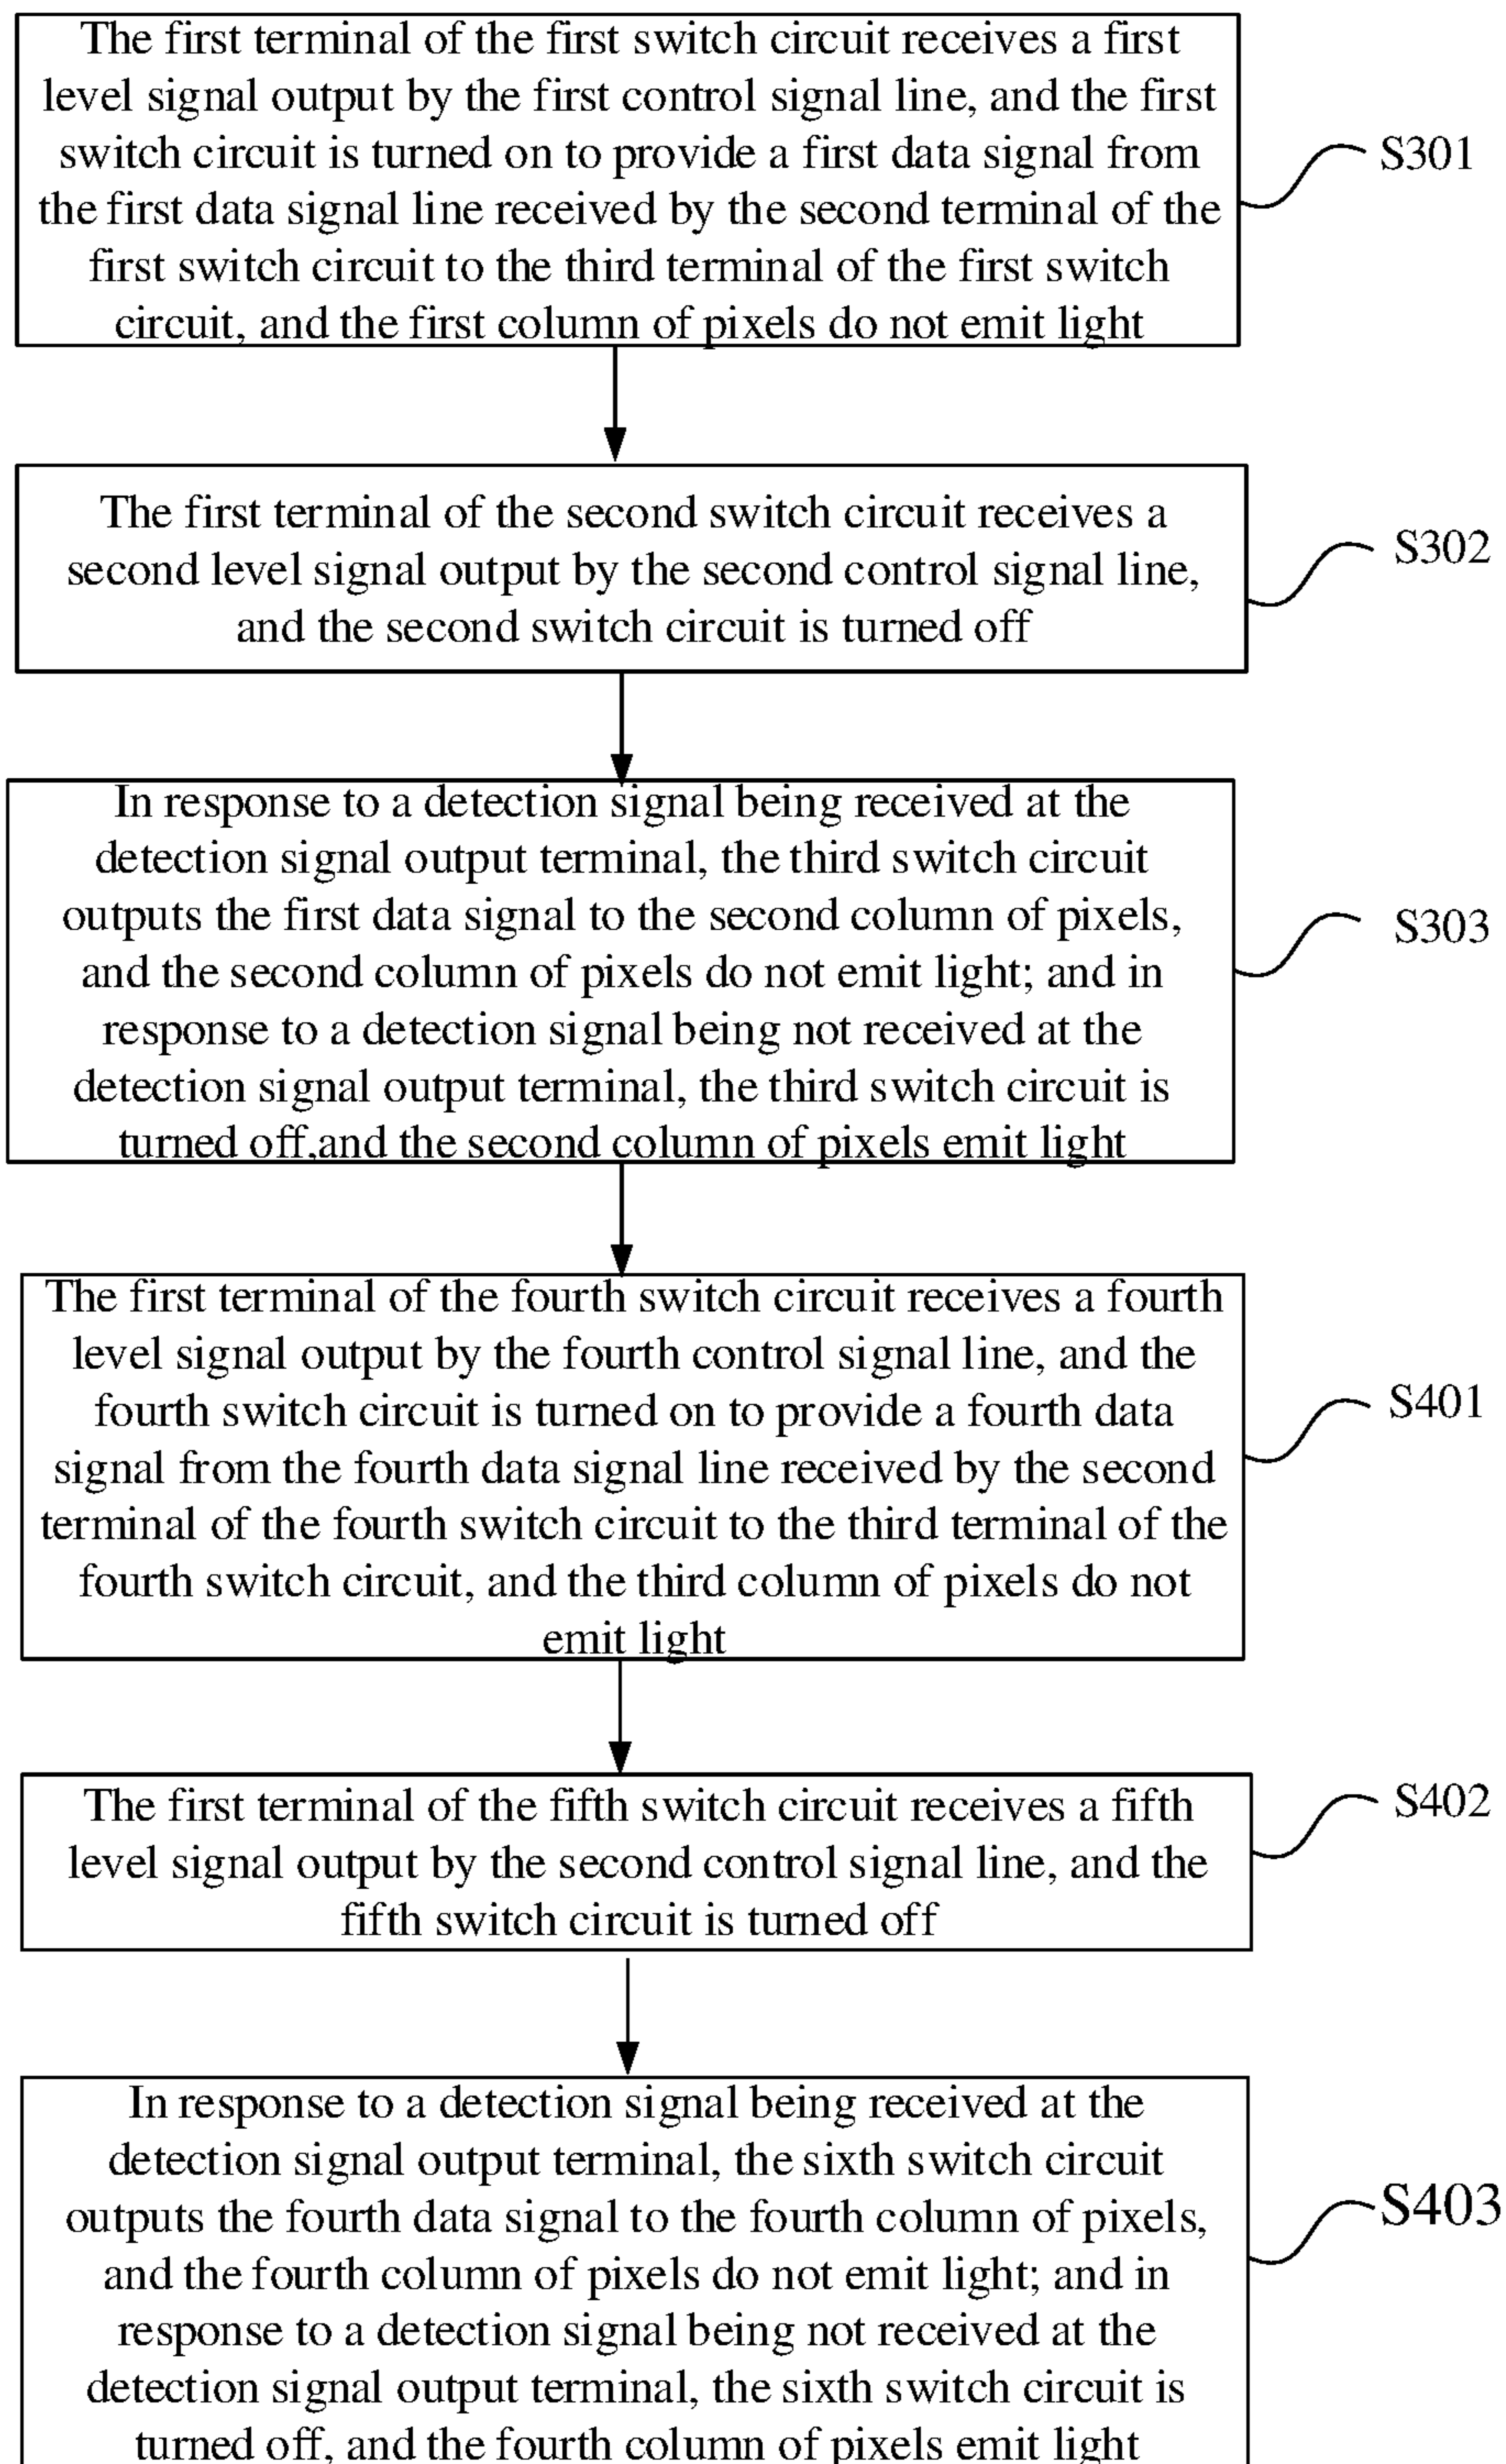 The first terminal of the first switch circuit receives a first
level signal output by the first control signal line, and the first
switch circuit is turned on to provide a first data signal from
the first data signal line received by the second terminal of the
first switch circuit to the third terminal of the first switch
circuit, and the first column of pixels do not emit light
S301
The first terminal of the second switch circuit receives a
second level signal output by the second control signal line,
and the second switch circuit is turned off
S302
In response to a detection signal being received at the
detection signal output terminal, the third switch circuit
outputs the first data signal to the second column of pixels,
and the second column of pixels do not emit light; and in
response to a detection signal being not received at the
detection signal output terminal, the third switch circuit is
turned off,and the second column of pixels emit light
S303
The first terminal of the fourth switch circuit receives a fourth
level signal output by the fourth control signal line, and the
fourth switch circuit is turned on to provide a fourth data
signal from the fourth data signal line received by the second
terminal of the fourth switch circuit to the third terminal of the
fourth switch circuit, and the third column of pixels do not
emit light
S401
The first terminal of the fifth switch circuit receives a fifth
level signal output by the second control signal line, and the
fifth switch circuit is turned off
S402
In response to a detection signal being received at the
detection signal output terminal, the sixth switch circuit
outputs the fourth data signal to the fourth column of pixels,
and the fourth column of pixels do not emit light; and in
response to a detection signal being not received at the
detection signal output terminal, the sixth switch circuit is
turned off, and the fourth column of pixels emit light
S403